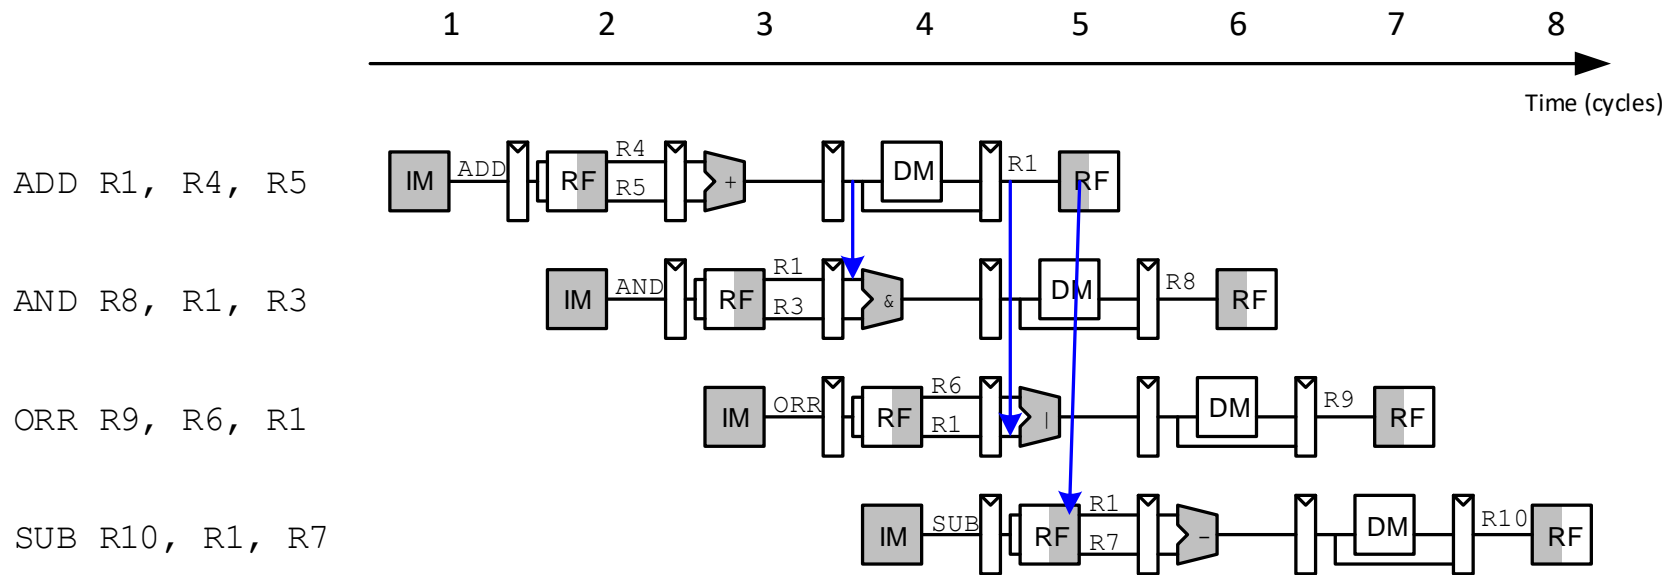 1 2 3 4 5 6 7 8
Time (cycles)
ADD R1, R4, R5 IM ADD RF R4 R5 + DM R1 RF
AND R8, R1, R3 IM AND RF R1 R3 & DM R8 RF
ORR R9, R6, R1 IM ORR RF R6 R1 | DM R9 RF
SUB R10, R1, R7 IM SUB RF R1 R7 - DM R10 RF